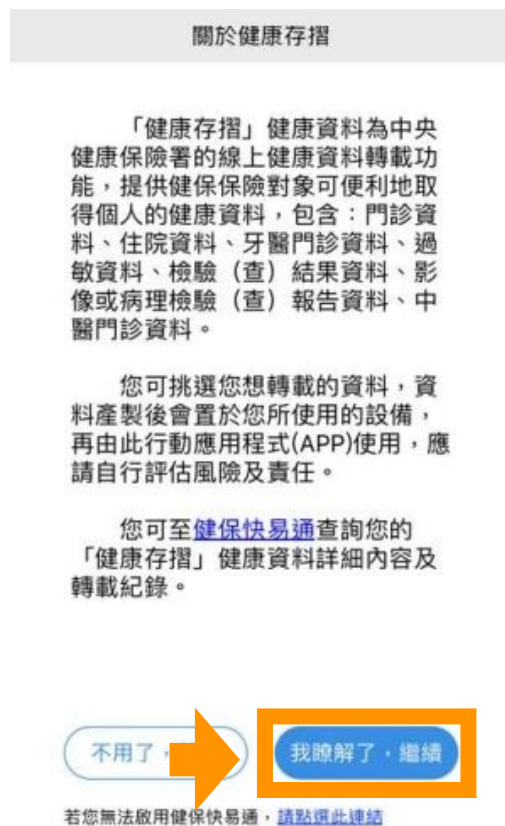 關於健康存摺
「健康存摺」健康資料為中央
健康保險署的線上健康資料轉載功
能，提供健保保險對象可便利地取
得個人的健康資料，包含：門診資
料、住院資料、牙醫門診資料、過
敏資料、檢驗（查）結果資料、影
像或病理檢驗（查）報告資料、中
醫門診資料。
您可挑選您想轉載的資料，資
料產製後會置於您所使用的設備，
再由此行動應用程式(APP)使用，應
請自行評估風險及責任。
您可至健保快易通查詢您的
「健康存摺」健康資料詳細內容及
轉載紀錄。
不用了，
我瞭解了，繼續
若您無法啟用健保快易通，請點選此連結